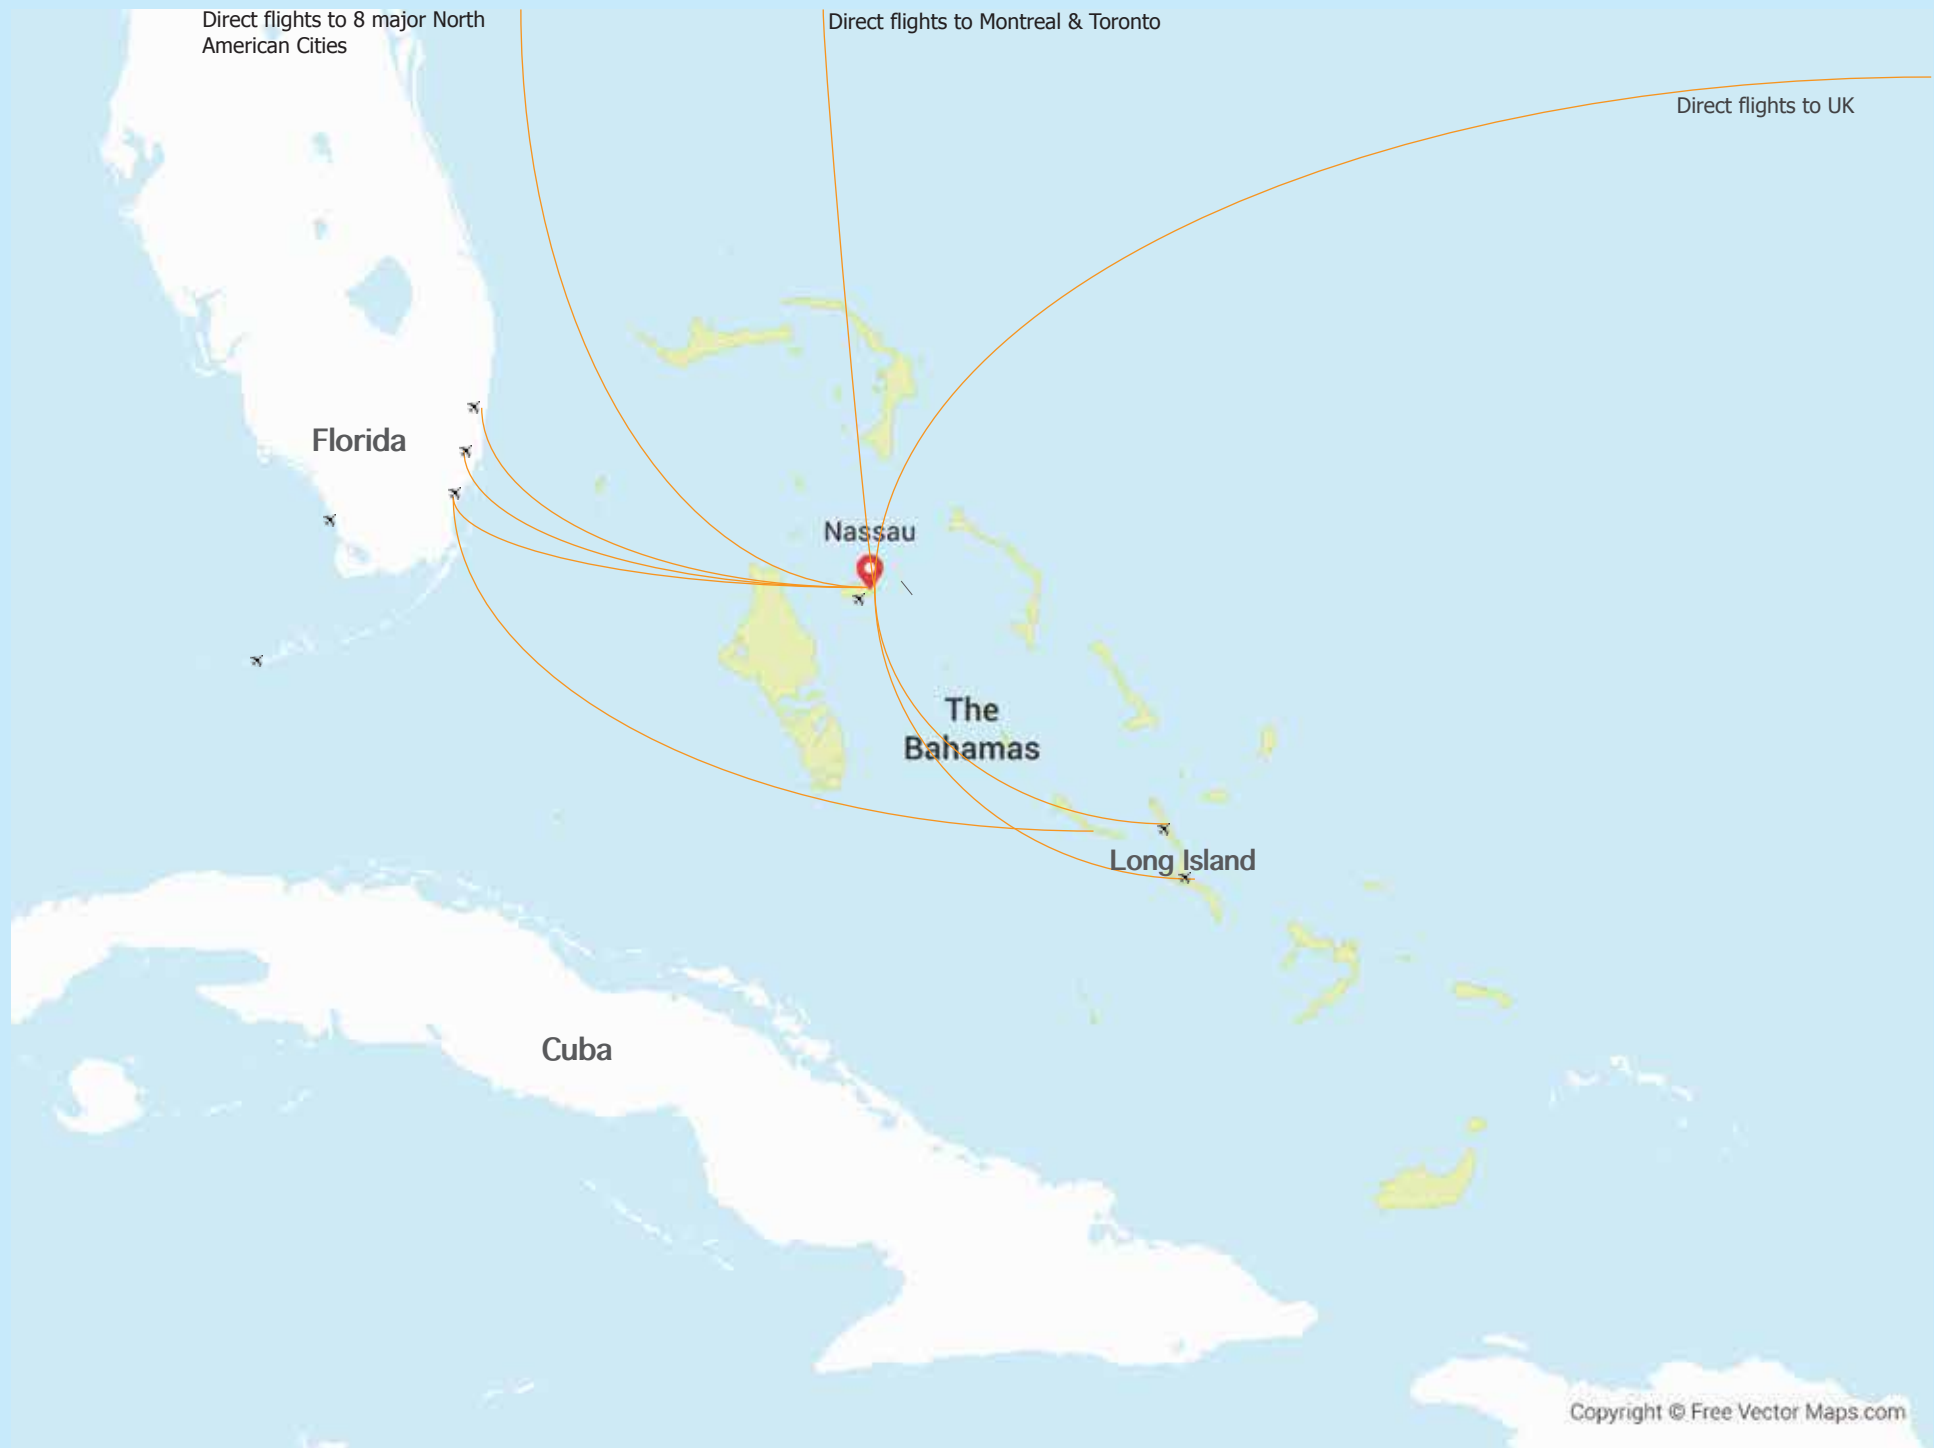 Direct flights to 8 major North
American Cities
Direct flights to Montreal & Toronto
Direct flights to UK
Florida
Nassau
The
Bahamas
Long Island
Cuba
Copyright © Free Vector Maps.com